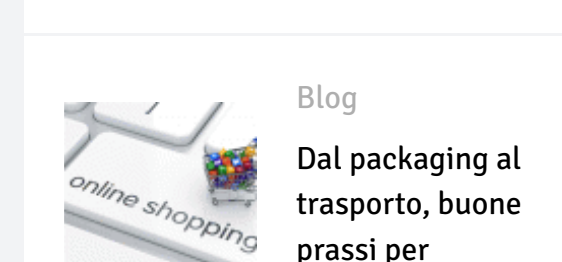 Blog
Dal packaging al
trasporto, buone
prassi per
online shopping